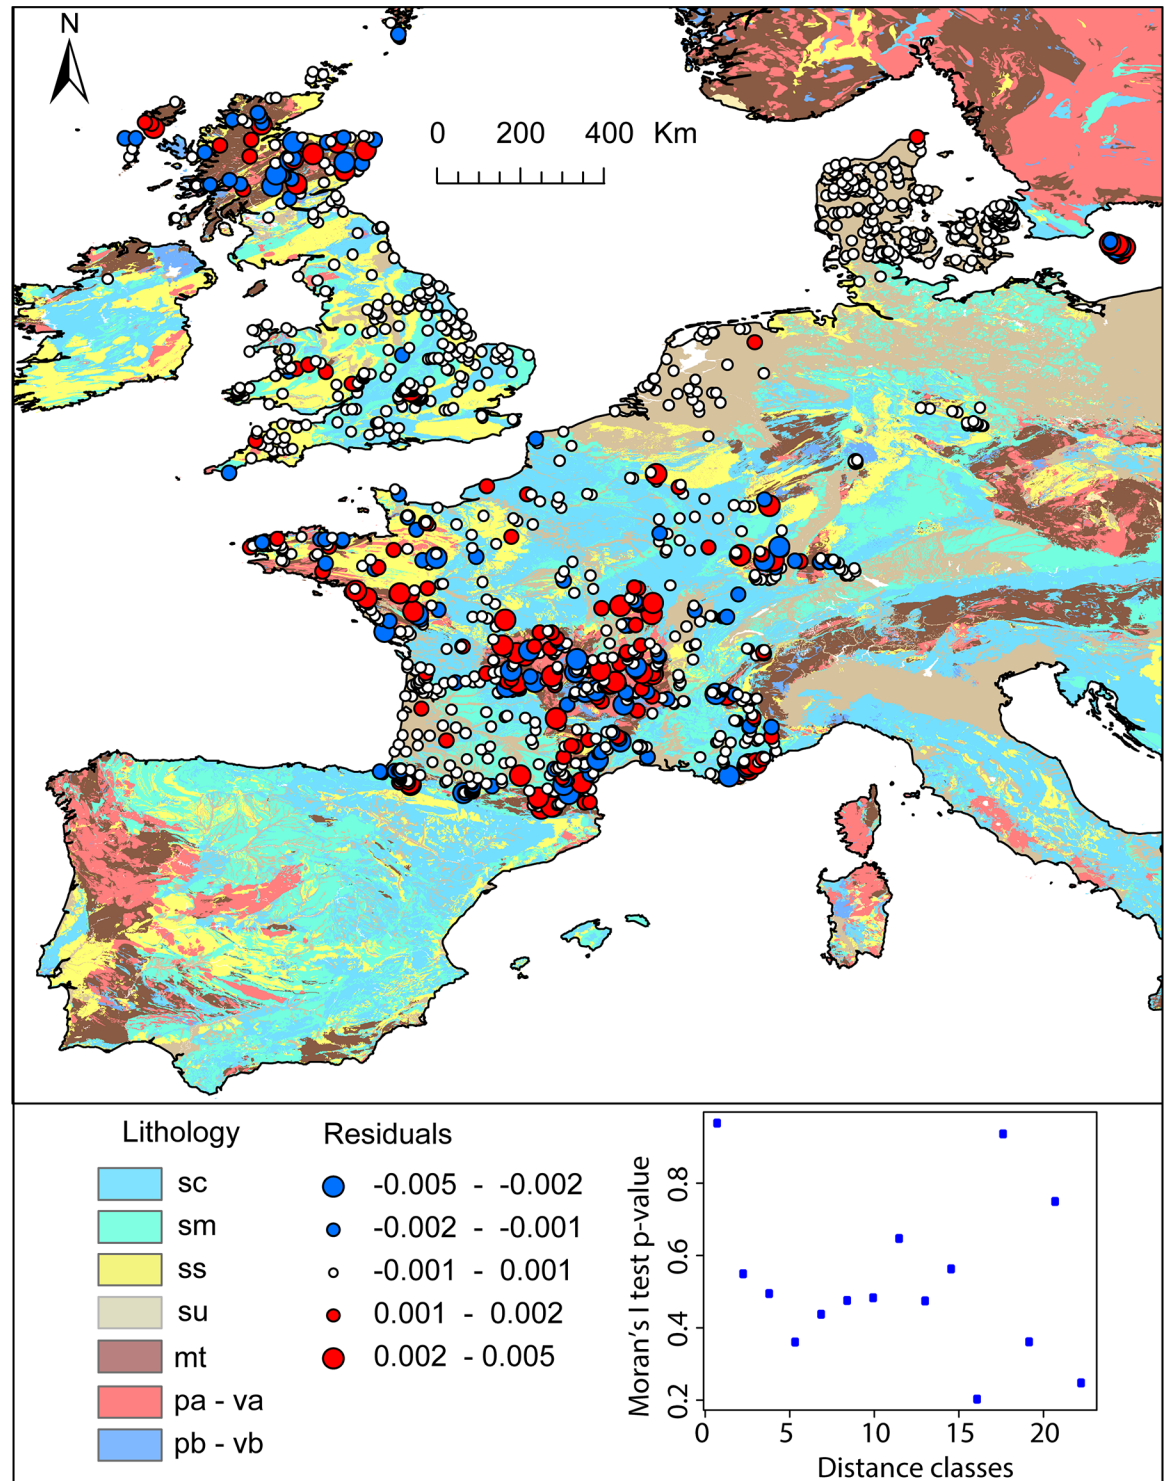 N
0 200 400 Km
Lithology
sc
sm
ss
su
mt
pa - va
pb - vb
Residuals
-0.005 - -0.002
-0.002 - -0.001
-0.001 - 0.001
0.001 - 0.002
0.002 - 0.005
Moran's I test p-value
0.8
0.6
0.4
0.2
0 5 10 15 20
Distance classes